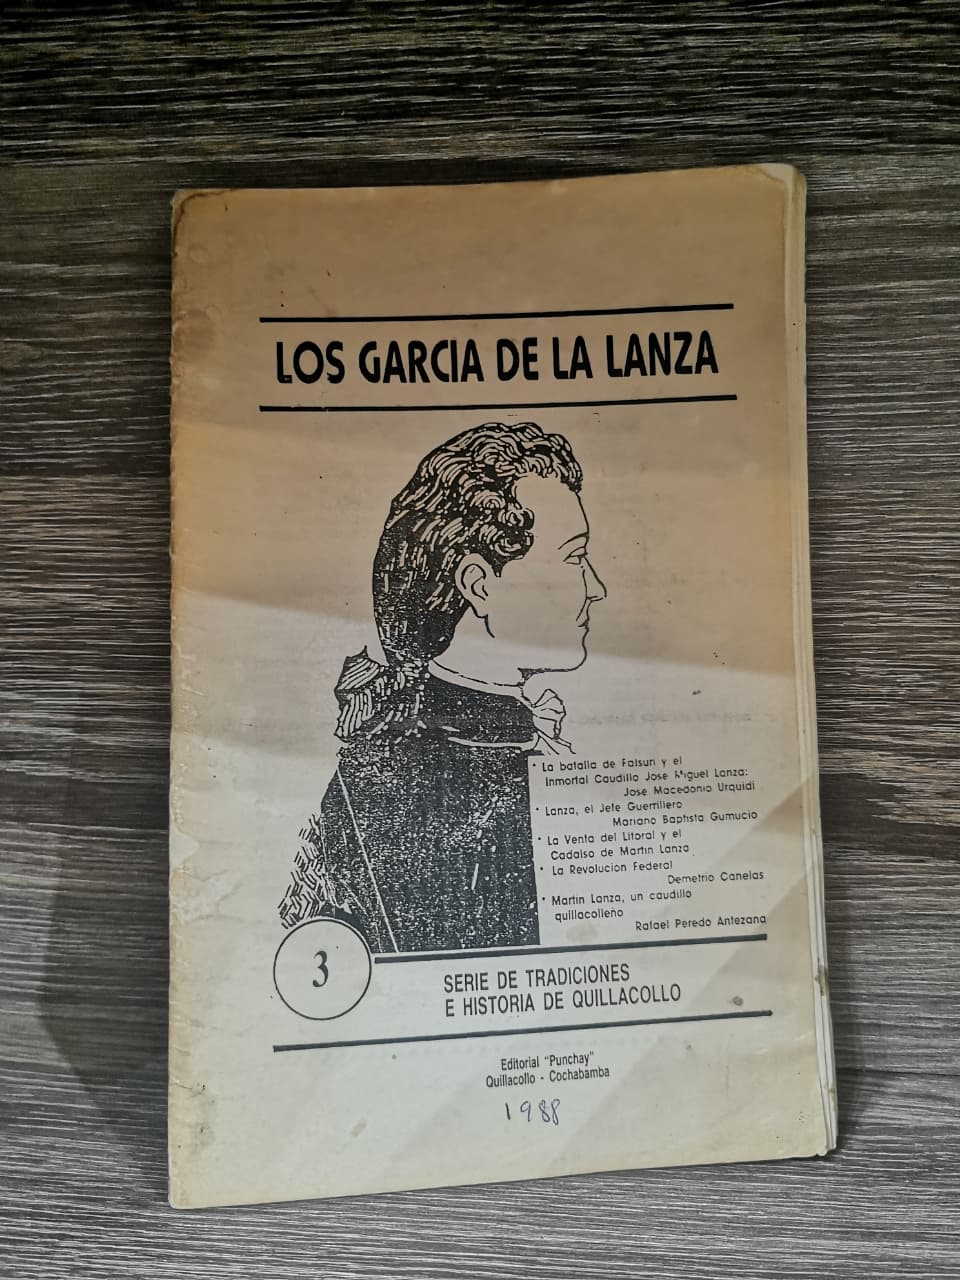 LOS GARCIA DE LA LANZA
* La batalla de Falsuri y el
Inmortal Caudillo Jose Miguel Lanza:
Jose Macedonio Urquidi
* Lanza, el Jefe Guerrillero
Mariano Baptista Gumucio
* La Venta del Litoral y el
Cadalso de Martin Lanza
* La Revolucion Federal
Demetrio Canelas
* Martin Lanza, un caudillo
quillacolleño
Rafael Peredo Antezana
3
SERIE DE TRADICIONES
E HISTORIA DE QUILLACOLLO
Editorial "Punchay"
Quillacollo - Cochabamba
1988